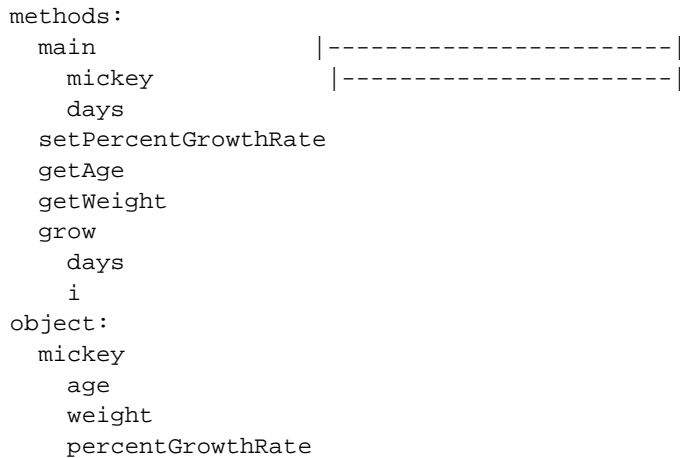 methods:
  main                |------------------------|
    mickey             |-----------------------|
    days
  setPercentGrowthRate
  getAge
  getWeight
  grow
    days
    i
object:
  mickey
    age
    weight
    percentGrowthRate